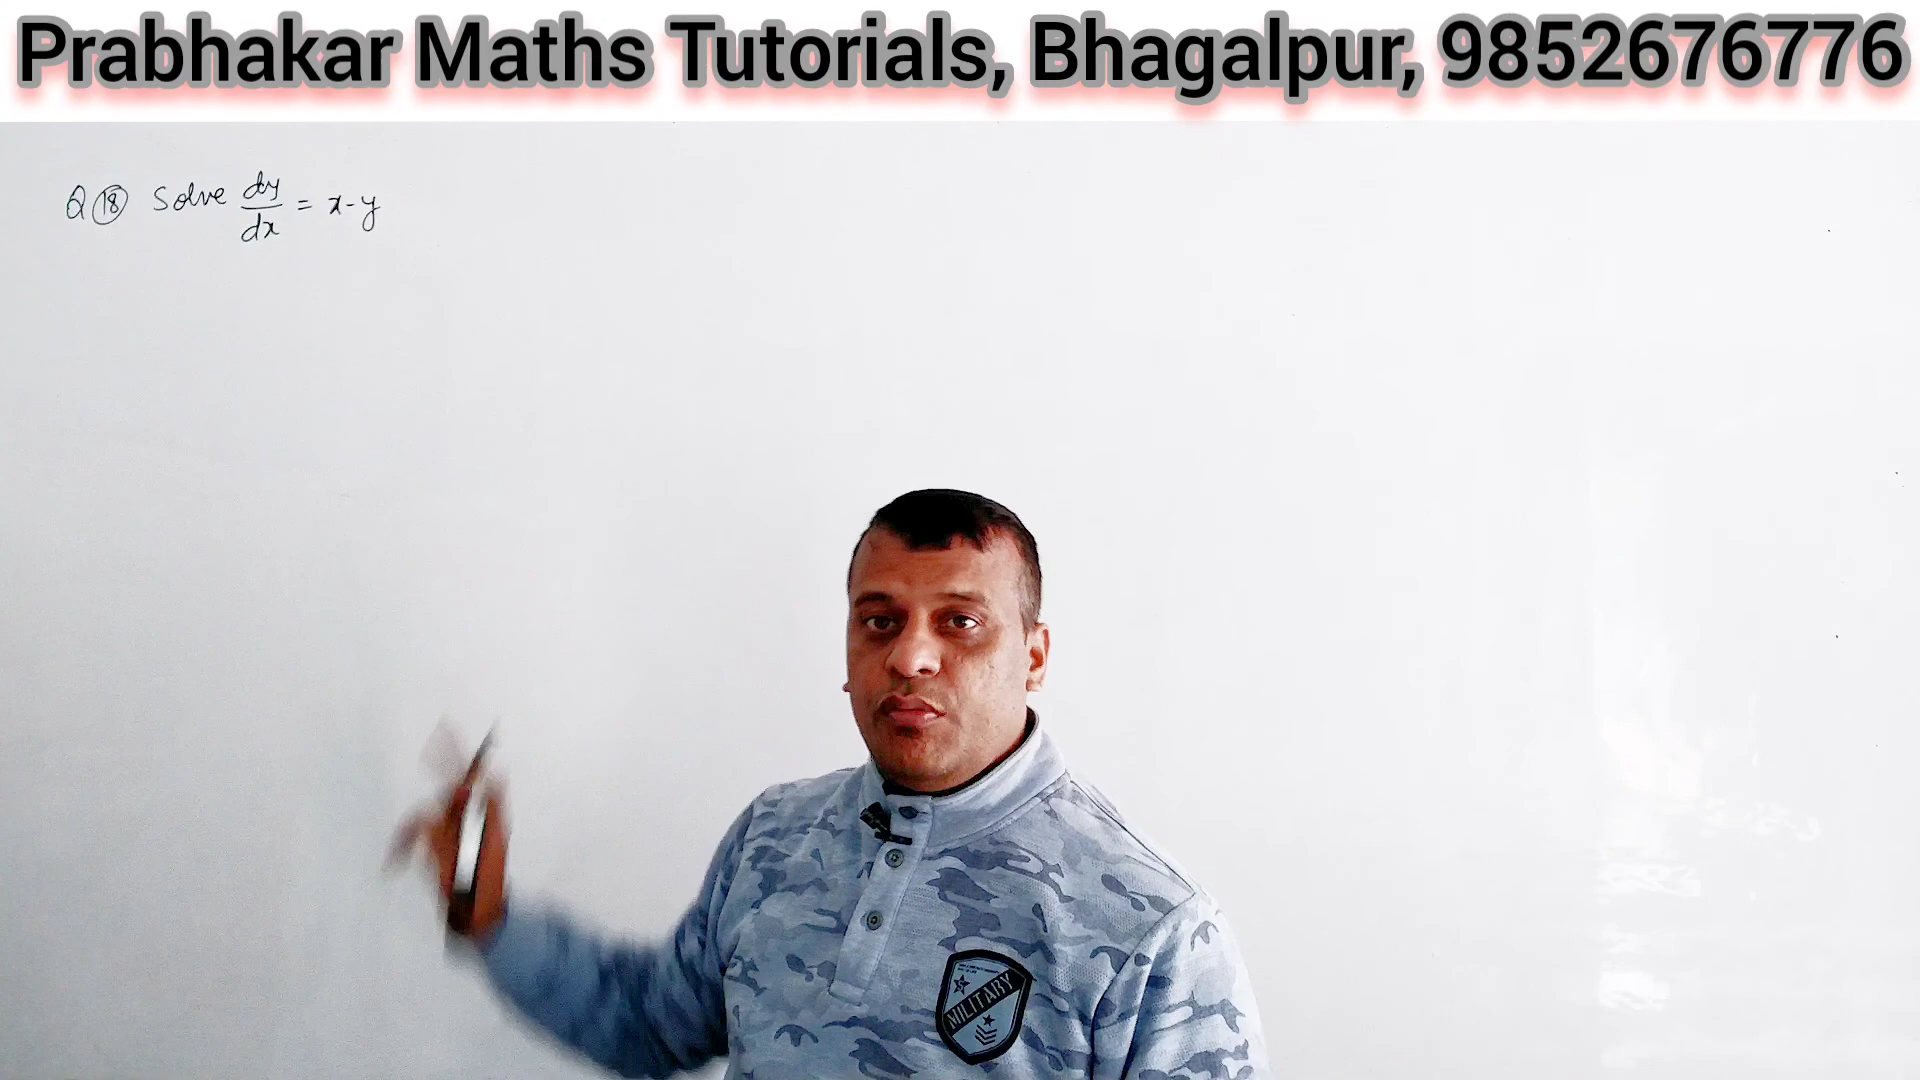 Prabhakar Maths Tutorials, Bhagalpur, 9852676776
Q 18 Solve dy/dx = x-y
MILITARY